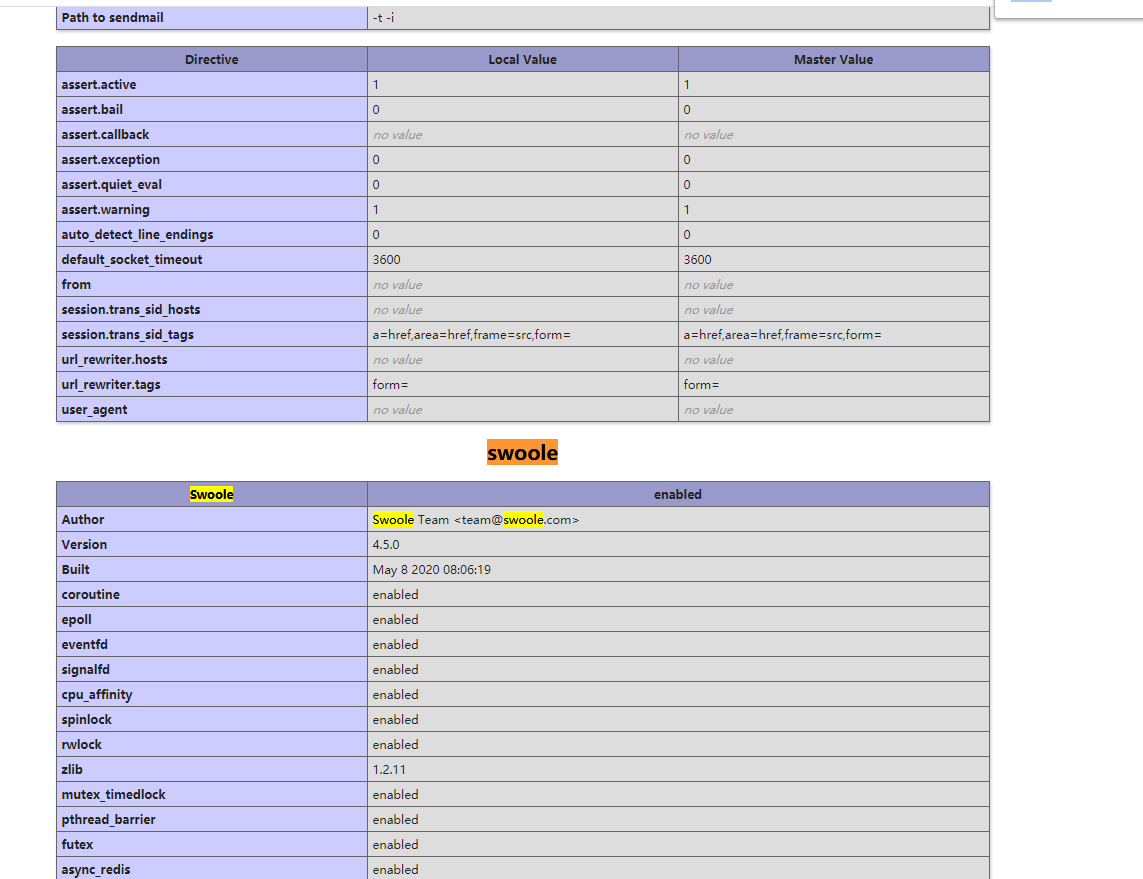 Path to sendmail -t -i
Directive Local Value Master Value
assert.active 1 1
assert.bail 0 0
assert.callback no value no value
assert.exception 0 0
assert.quiet_eval 0 0
assert.warning 1 1
auto_detect_line_endings 0 0
default_socket_timeout 3600 3600
from no value no value
session.trans_sid_hosts no value no value
session.trans_sid_tags a=href,area=href,frame=src,form= a=href,area=href,frame=src,form=
url_rewriter.hosts no value no value
url_rewriter.tags form= form=
user_agent no value no value
swoole
Swoole enabled
Author Swoole Team <team@swoole.com>
Version 4.5.0
Built May 8 2020 08:06:19
coroutine enabled
epoll enabled
eventfd enabled
signalfd enabled
cpu_affinity enabled
spinlock enabled
rwlock enabled
zlib 1.2.11
mutex_timedlock enabled
pthread_barrier enabled
futex enabled
async_redis enabled